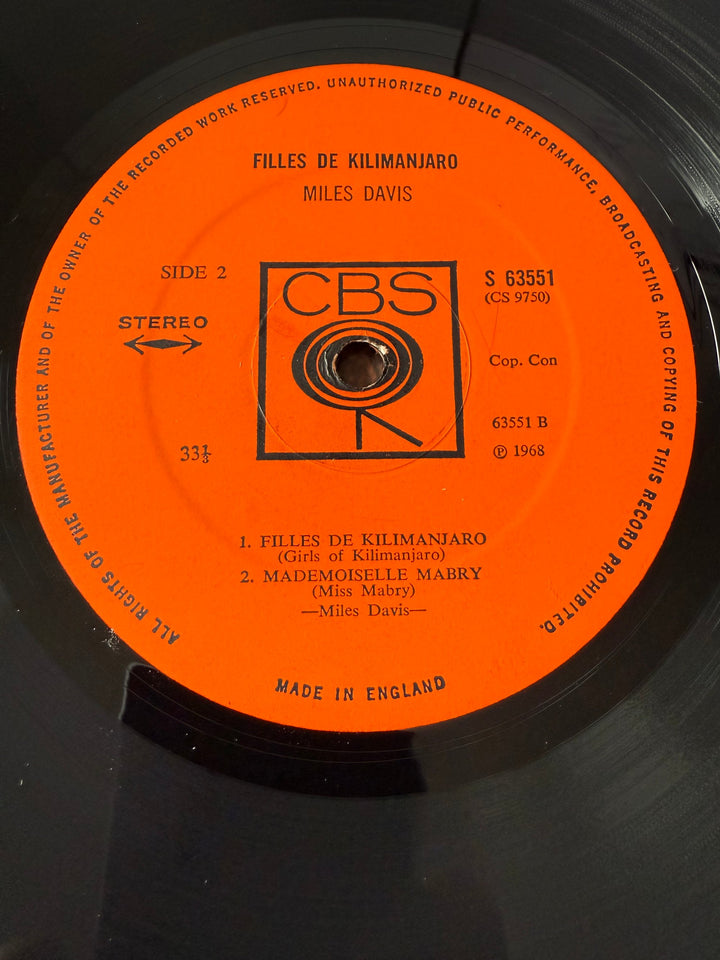 ALL RIGHTS OF THE MANUFACTURER AND OF THE OWNER OF THE RECORDED WORK RESERVED. UNAUTHORIZED PUBLIC PERFORMANCE, BROADCASTING AND COPYING OF THIS RECORD PROHIBITED.
FILLES DE KILIMANJARO
MILES DAVIS
SIDE 2
STEREO
33⅓
CBS
S 63551
(CS 9750)
Cop. Con
63551 B
℗ 1968
1. FILLES DE KILIMANJARO
(Girls of Kilimanjaro)
2. MADEMOISELLE MABRY
(Miss Mabry)
—Miles Davis—
MADE IN ENGLAND